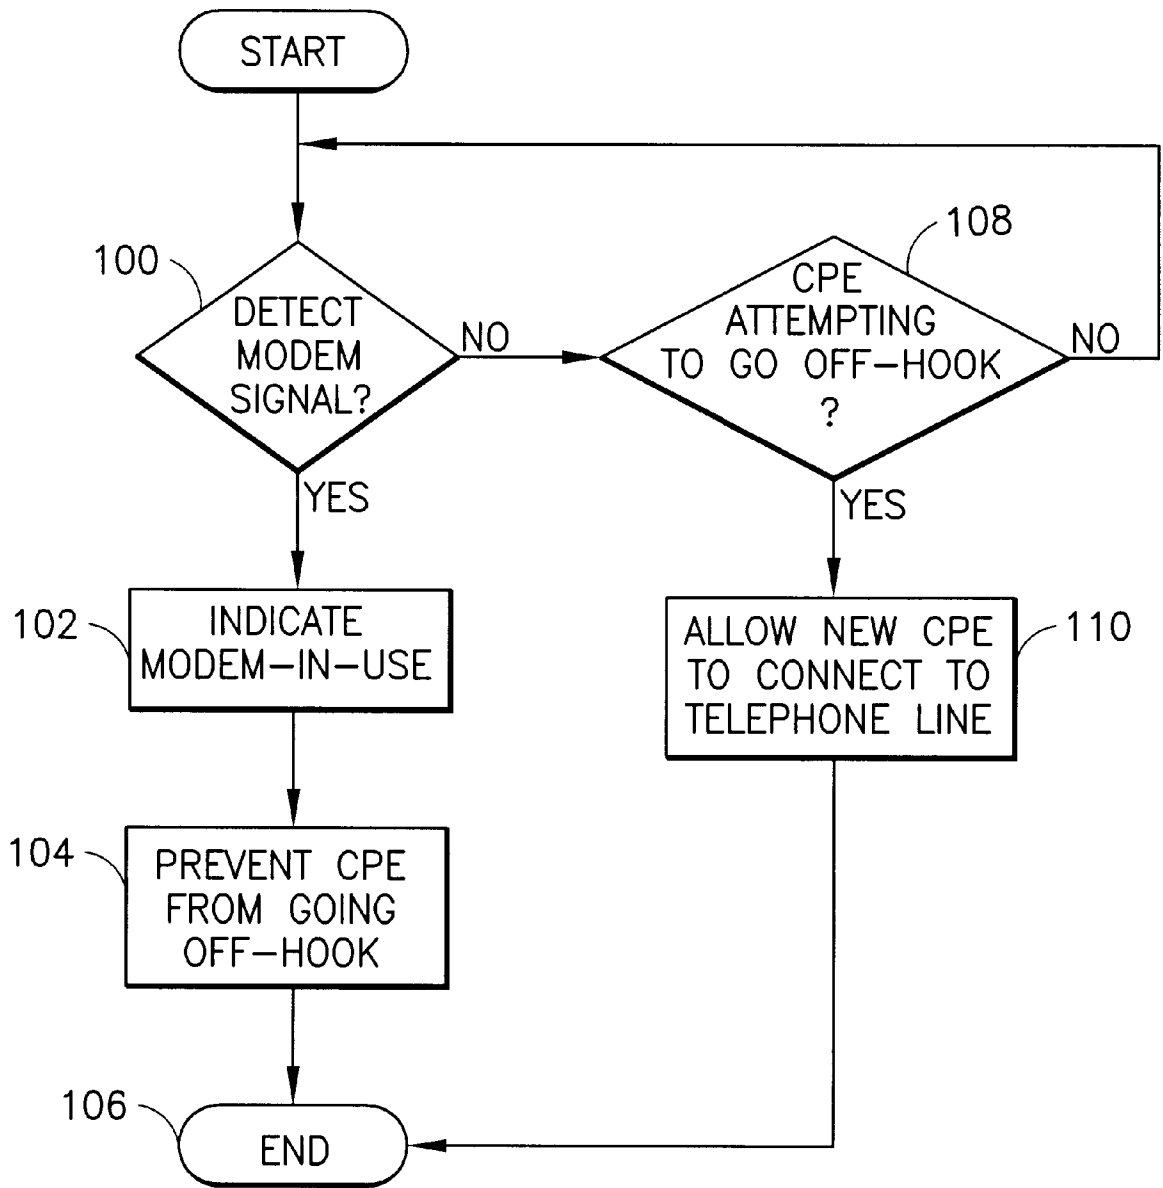 START
100
DETECT
MODEM
SIGNAL?
NO
YES
108
CPE
ATTEMPTING
TO GO OFF-HOOK
?
NO
YES
102
INDICATE
MODEM-IN-USE
110
ALLOW NEW CPE
TO CONNECT TO
TELEPHONE LINE
104
PREVENT CPE
FROM GOING
OFF-HOOK
106
END